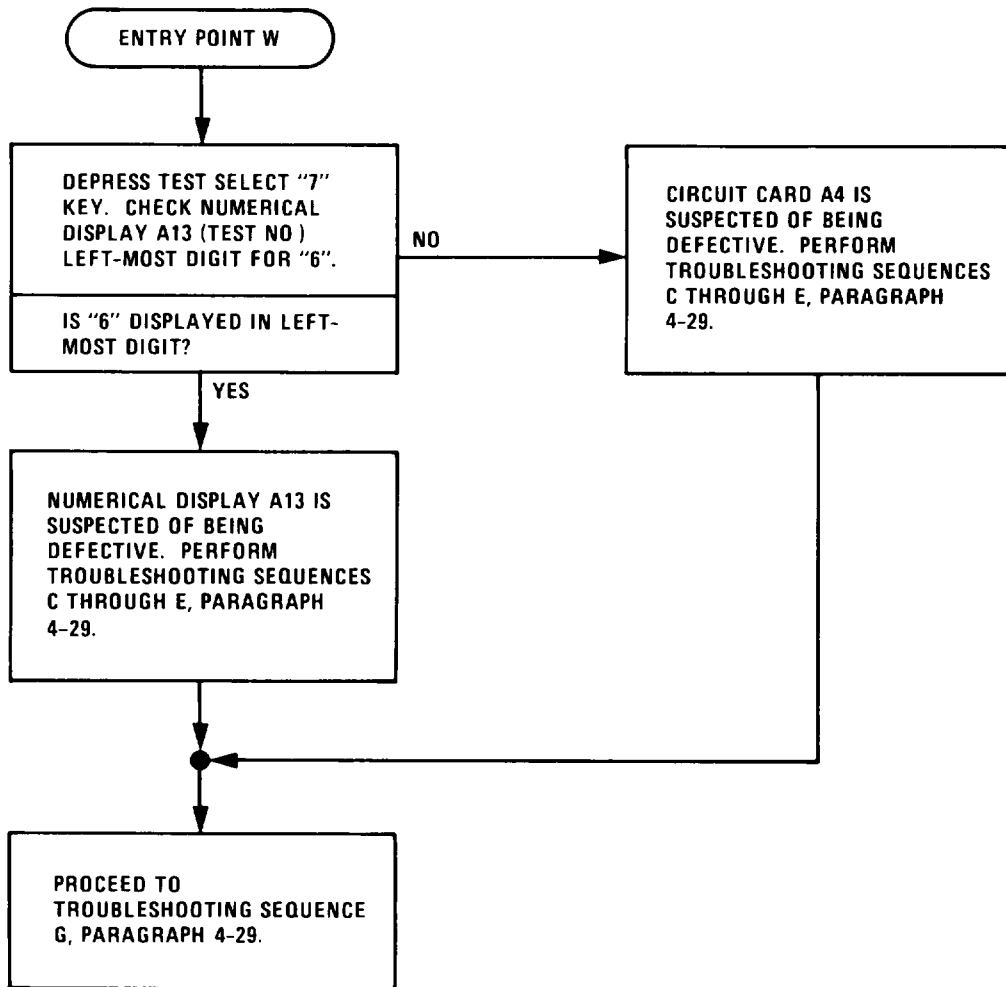 ENTRY POINT W
DEPRESS TEST SELECT "7"
KEY. CHECK NUMERICAL
DISPLAY A13 (TEST NO)
LEFT-MOST DIGIT FOR "6".
IS "6" DISPLAYED IN LEFT-
MOST DIGIT?
NO
CIRCUIT CARD A4 IS
SUSPECTED OF BEING
DEFECTIVE. PERFORM
TROUBLESHOOTING SEQUENCES
C THROUGH E, PARAGRAPH
4-29.
YES
NUMERICAL DISPLAY A13 IS
SUSPECTED OF BEING
DEFECTIVE. PERFORM
TROUBLESHOOTING SEQUENCES
C THROUGH E, PARAGRAPH
4-29.
PROCEED TO
TROUBLESHOOTING SEQUENCE
G, PARAGRAPH 4-29.